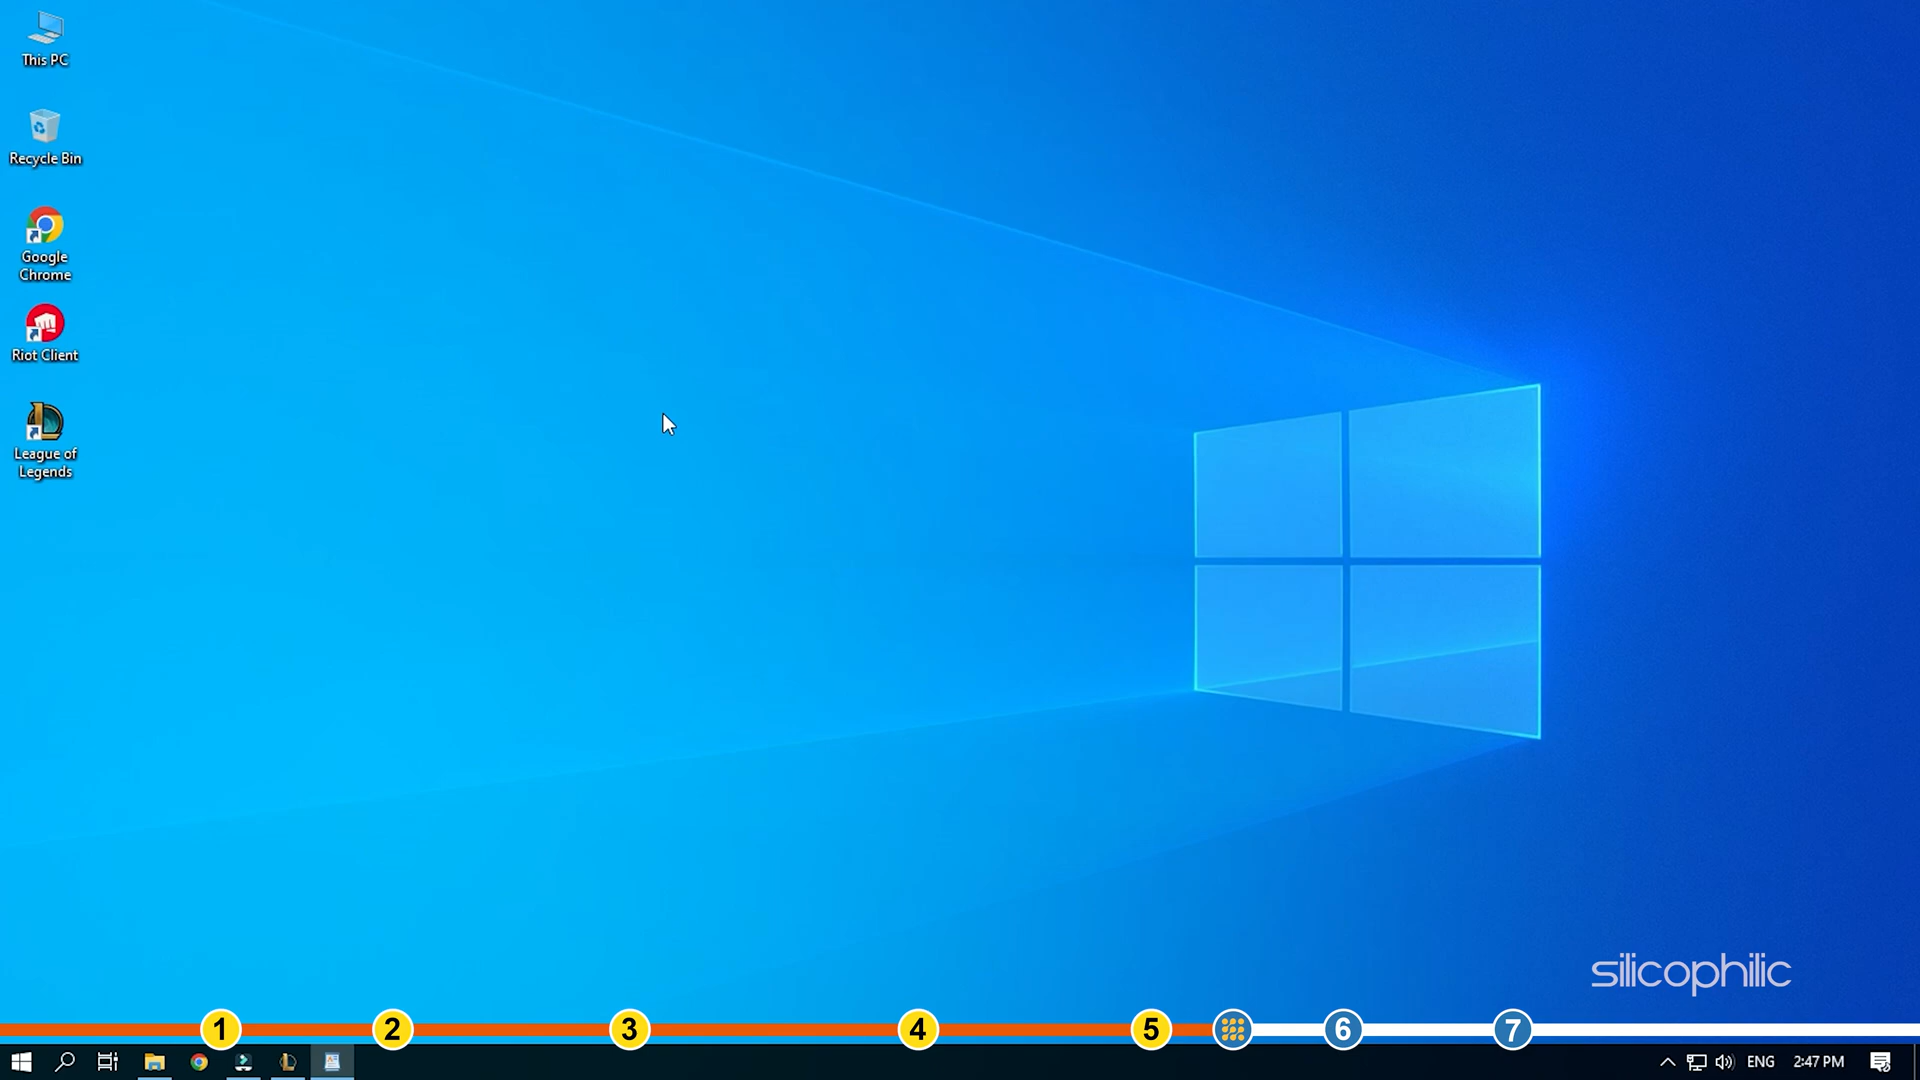 This PC
Recycle Bin
Google
Chrome
Riot Client
League of
Legends
silicophilic
1 2 3 4 5 6 7
ENG 2:47 PM